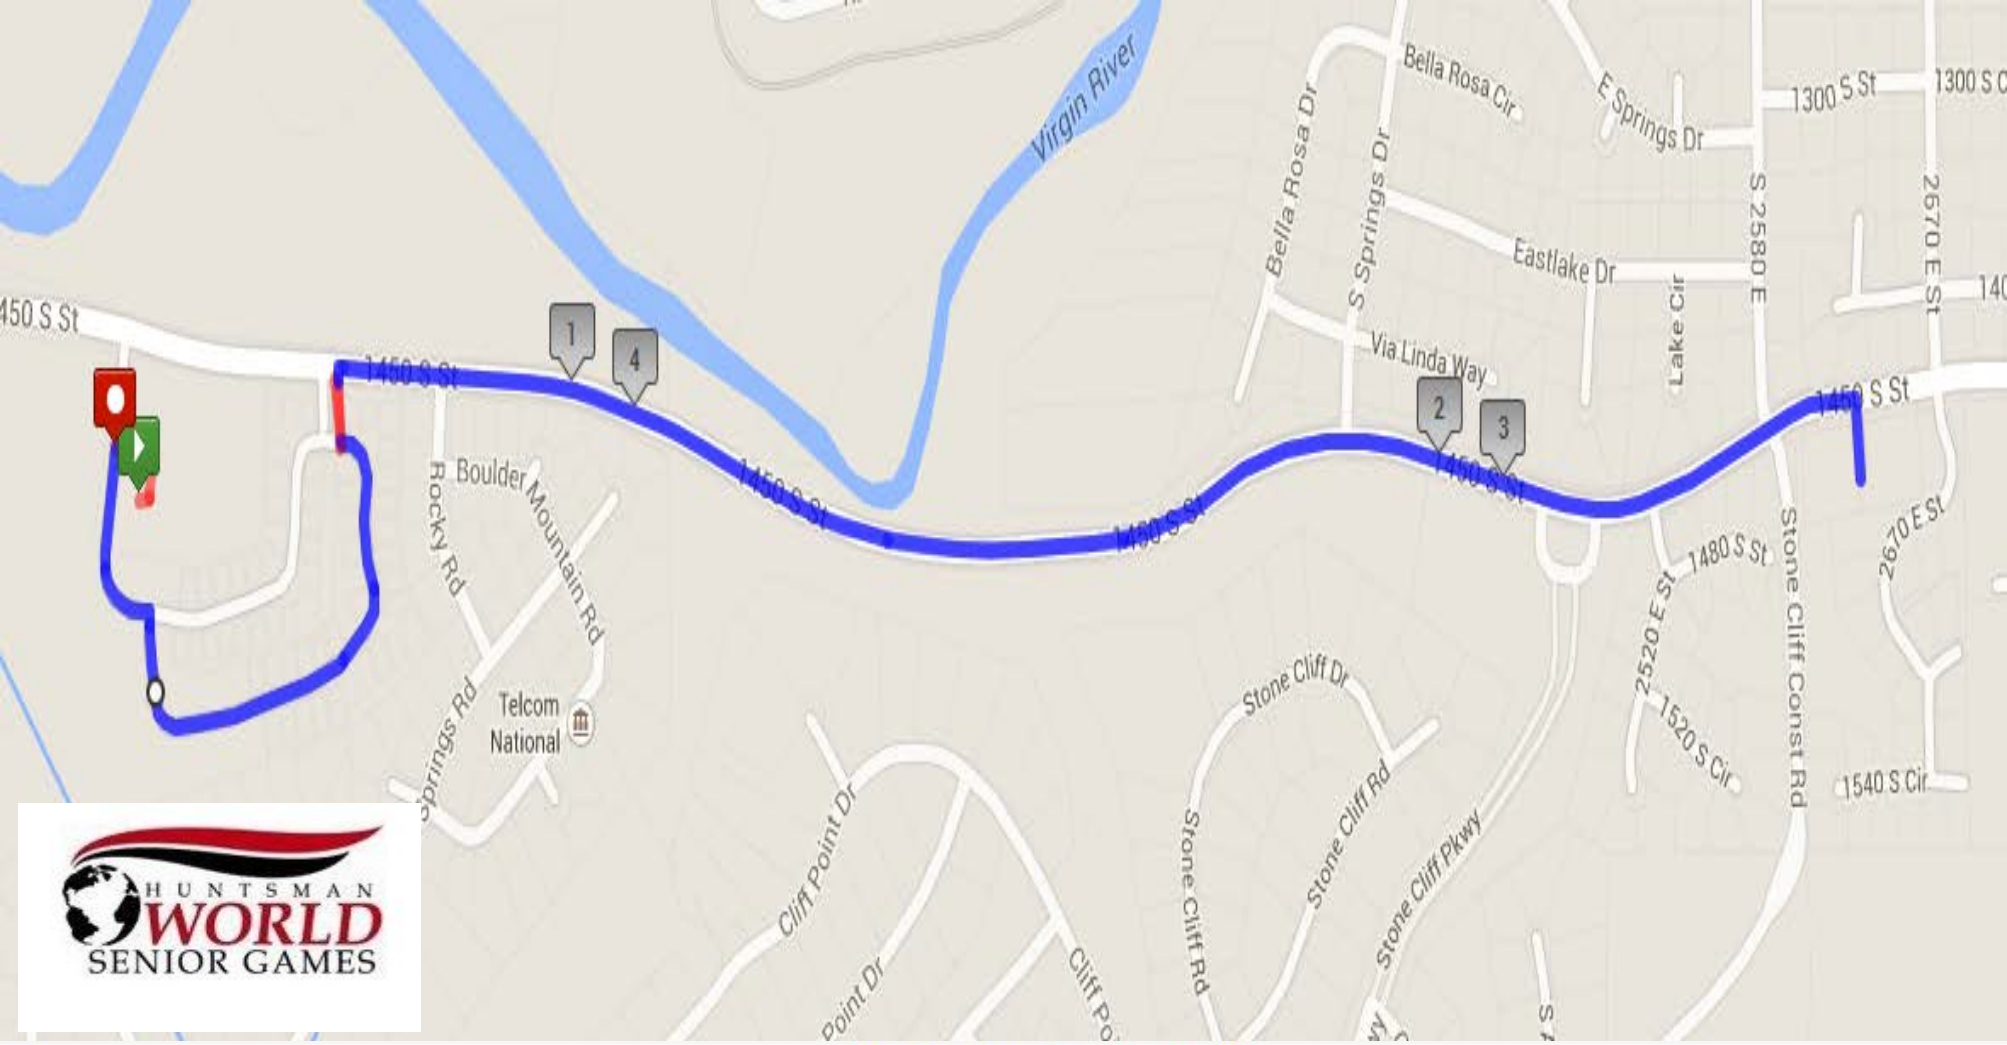 Virgin River
Bella Rosa Cir
Bella Rosa Dr
S Springs Dr
E Springs Dr
1300 S St
1300 S C
S 2580 E
2670 E St
Eastlake Dr
Lake Cir
140
Via Linda Way
450 S St
1450 S St
1
4
2
3
1450 S St
1450 S St
1450 S St
1450 S St
Rocky Rd
Boulder Mountain Rd
Springs Rd
Telcom
National
1480 S St
2520 E St
1520 S Cir
Stone Cliff Const Rd
2670 E St
1540 S Cir
Stone Cliff Dr
Stone Cliff Rd
Stone Cliff Rd
Stone Cliff Pkwy
Cliff Point Dr
Point Dr
Cliff Poi
wy
HUNTSMAN
WORLD
SENIOR GAMES